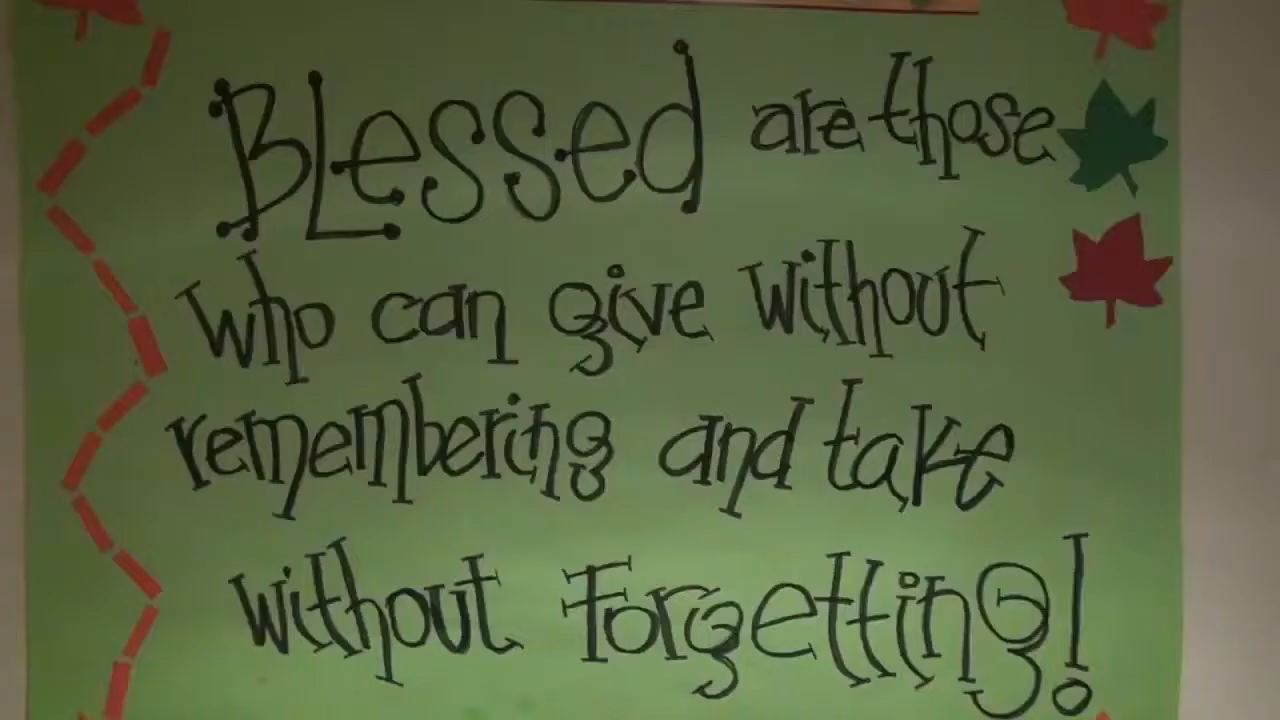 BLessed are those
who can give without
remembering and take
without Forgetting!